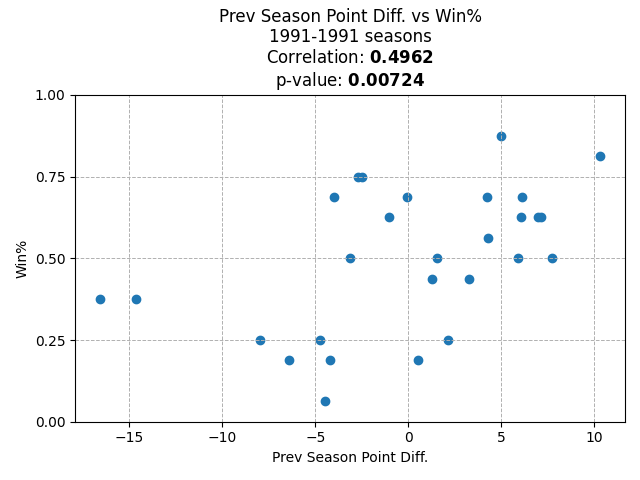 Prev Season Point Diff. vs Win%
1991-1991 seasons
Correlation: 0.4962
p-value: 0.00724
1.00
0.75
0.50
0.25
0.00
Win%
−15
−10
−5
0
5
10
Prev Season Point Diff.